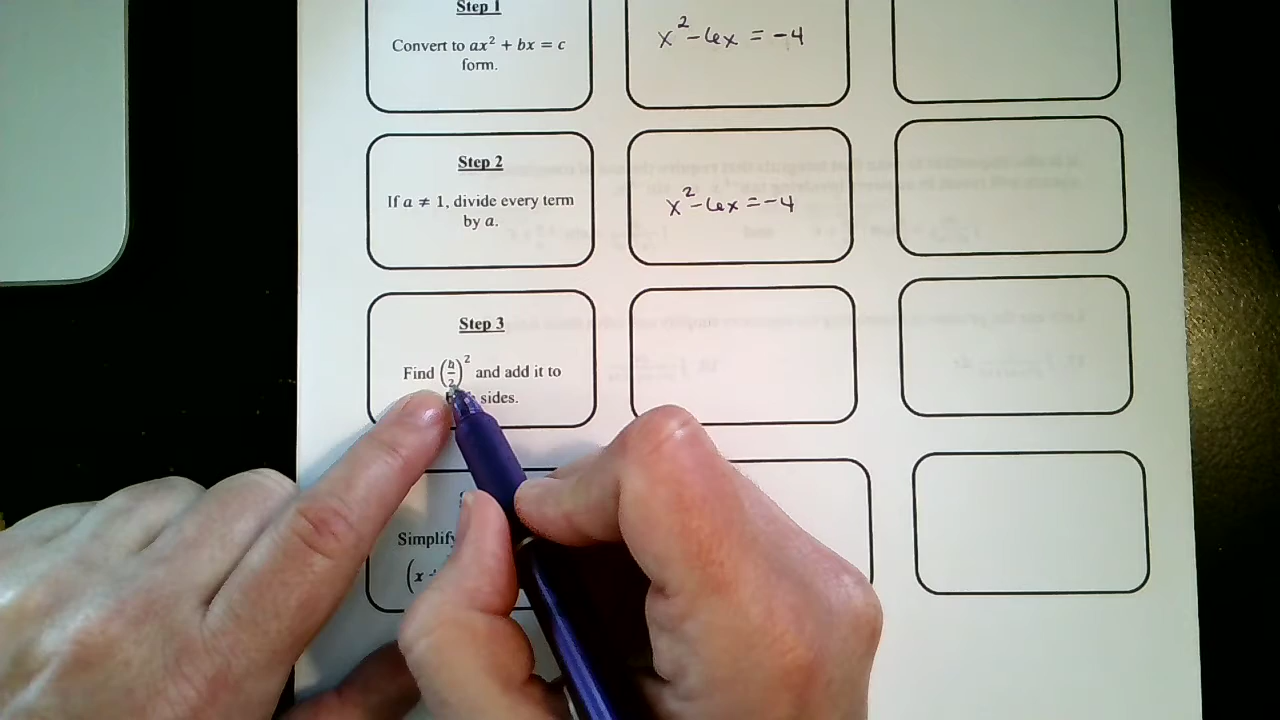 Step 1
Convert to ax² + bx = c
form.
x² - 6x = -4
Step 2
If a ≠ 1, divide every term
by a.
x² - 6x = -4
Step 3
Find (b/2)² and add it to
sides.
Simplify
(x +